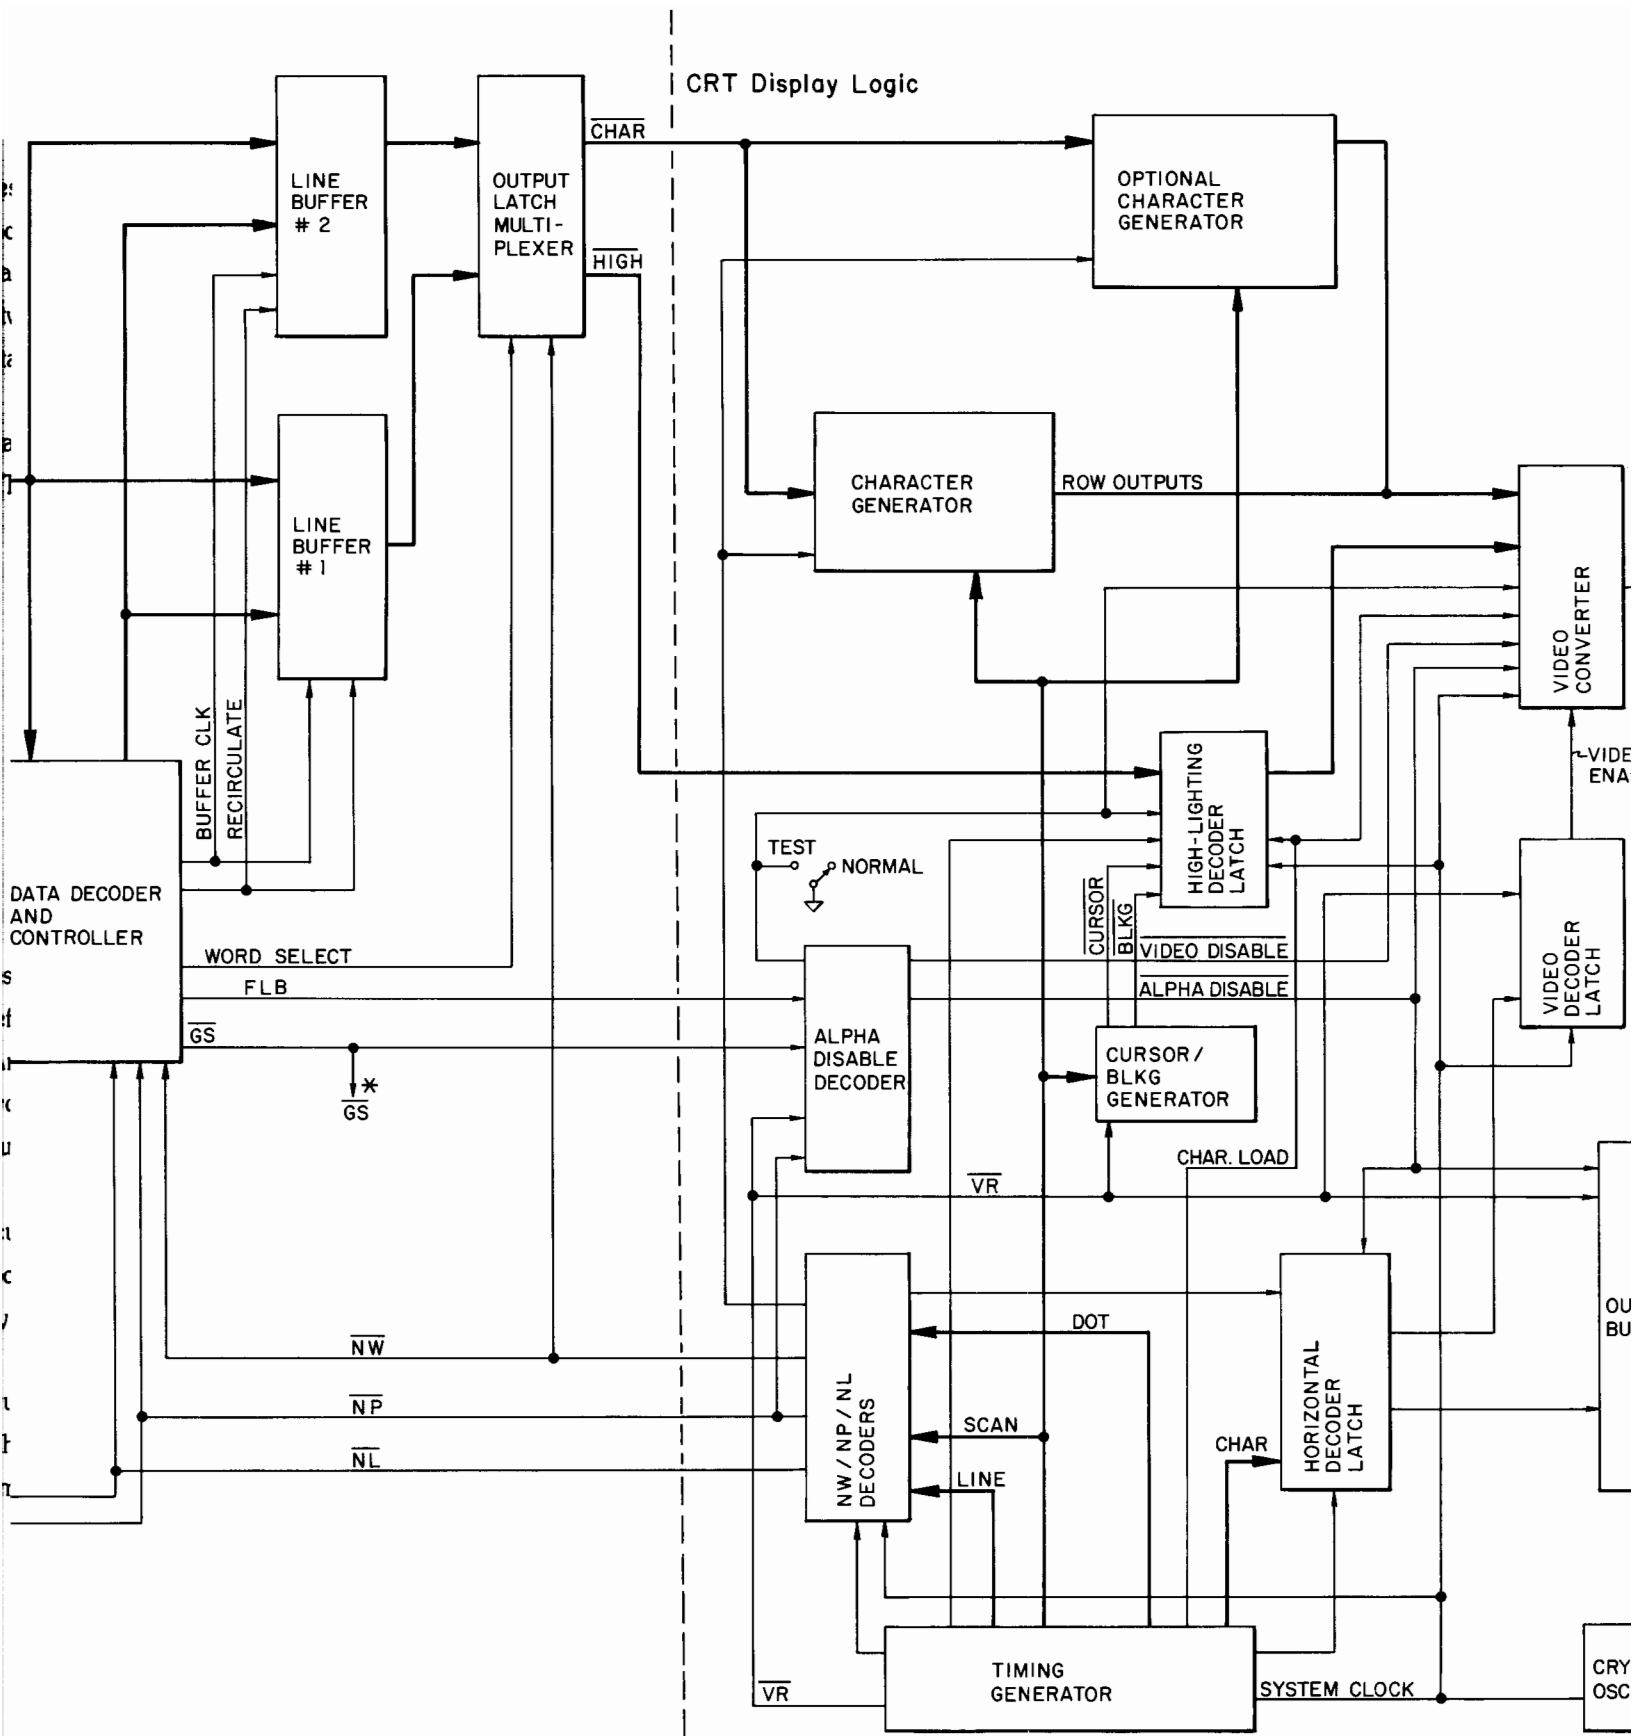 CRT Display Logic
LINE
BUFFER
# 2
OUTPUT
LATCH
MULTI-
PLEXER
CHAR
HIGH
OPTIONAL
CHARACTER
GENERATOR
LINE
BUFFER
# 1
CHARACTER
GENERATOR
ROW OUTPUTS
VIDEO
CONVERTER
BUFFER CLK
RECIRCULATE
HIGH-LIGHTING
DECODER
LATCH
TEST
NORMAL
CURSOR
BLKG
VIDEO DISABLE
ALPHA DISABLE
VIDEO
DECODER
LATCH
DATA DECODER
AND
CONTROLLER
WORD SELECT
FLB
GS
*
GS
ALPHA
DISABLE
DECODER
CURSOR/
BLKG
GENERATOR
CHAR. LOAD
VR
NW
NP
NL
NW/NP/NL
DECODERS
DOT
SCAN
LINE
CHAR
HORIZONTAL
DECODER
LATCH
TIMING
GENERATOR
VR
SYSTEM CLOCK